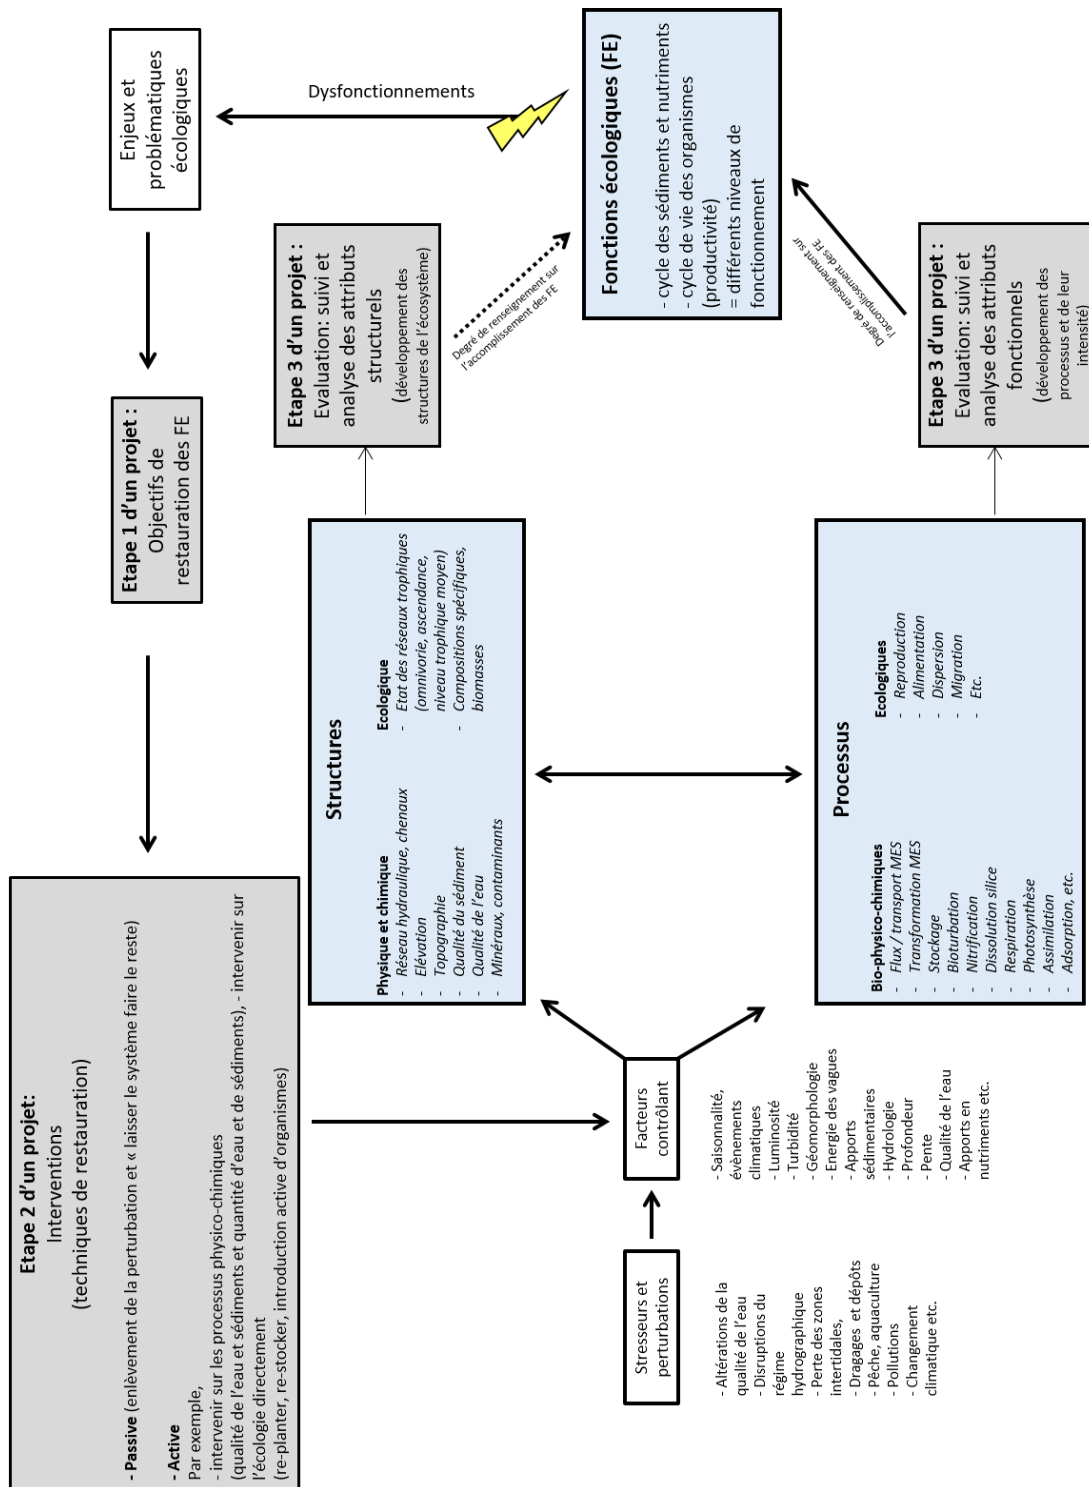 Etape 2 d'un projet:
Interventions
(techniques de restauration)
- Passive (enlèvement de la perturbation et « laisser le système faire le reste)
- Active
Par exemple,
- intervenir sur les processus physico-chimiques
(qualité de l'eau et sédiments et quantité d'eau et de sédiments), - intervenir sur
l'écologie directement
(re-planter, re-stocker, introduction active d'organismes)
Etape 1 d'un projet :
Objectifs de
restauration des FE
Enjeux et
problématiques
écologiques
Dysfonctionnements
Stresseurs et
perturbations
- Altérations de la
qualité de l'eau
- Disruptions du
régime
hydrographique
- Perte des zones
intertidales,
- Dragages et dépôts
- Pêche, aquaculture
- Pollutions
- Changement
climatique etc.
Facteurs
contrôlant
- Saisonnalité,
évènements
climatiques
- Luminosité
- Turbidité
- Géomorphologie
- Energie des vagues
- Apports
sédimentaires
- Hydrologie
- Profondeur
- Pente
- Qualité de l'eau
- Apports en
nutriments etc.
Structures
Physique et chimique
- Réseau hydraulique, chenaux
- Elévation
- Topographie
- Qualité du sédiment
- Qualité de l'eau
- Minéraux, contaminants
Ecologique
- Etat des réseaux trophiques
(omnivorie, ascendance,
niveau trophique moyen)
- Compositions spécifiques,
biomasses
Processus
Bio-physico-chimiques
- Flux / transport MES
- Transformation MES
- Stockage
- Bioturbation
- Nitrification
- Dissolution silice
- Respiration
- Photosynthèse
- Assimilation
- Adsorption, etc.
Ecologiques
- Reproduction
- Alimentation
- Dispersion
- Migration
- Etc.
Etape 3 d'un projet :
Evaluation: suivi et
analyse des attributs
structurels
(développement des
structures de l'écosystème)
Degré de renseignement sur
l'accomplissement des FE
Fonctions écologiques (FE)
- cycle des sédiments et nutriments
- cycle de vie des organismes
(productivité)
= différents niveaux de
fonctionnement
Degré de renseignement sur
l'accomplissement des FE
Etape 3 d'un projet :
Evaluation: suivi et
analyse des attributs
fonctionnels
(développement des
processus et de leur
intensité)